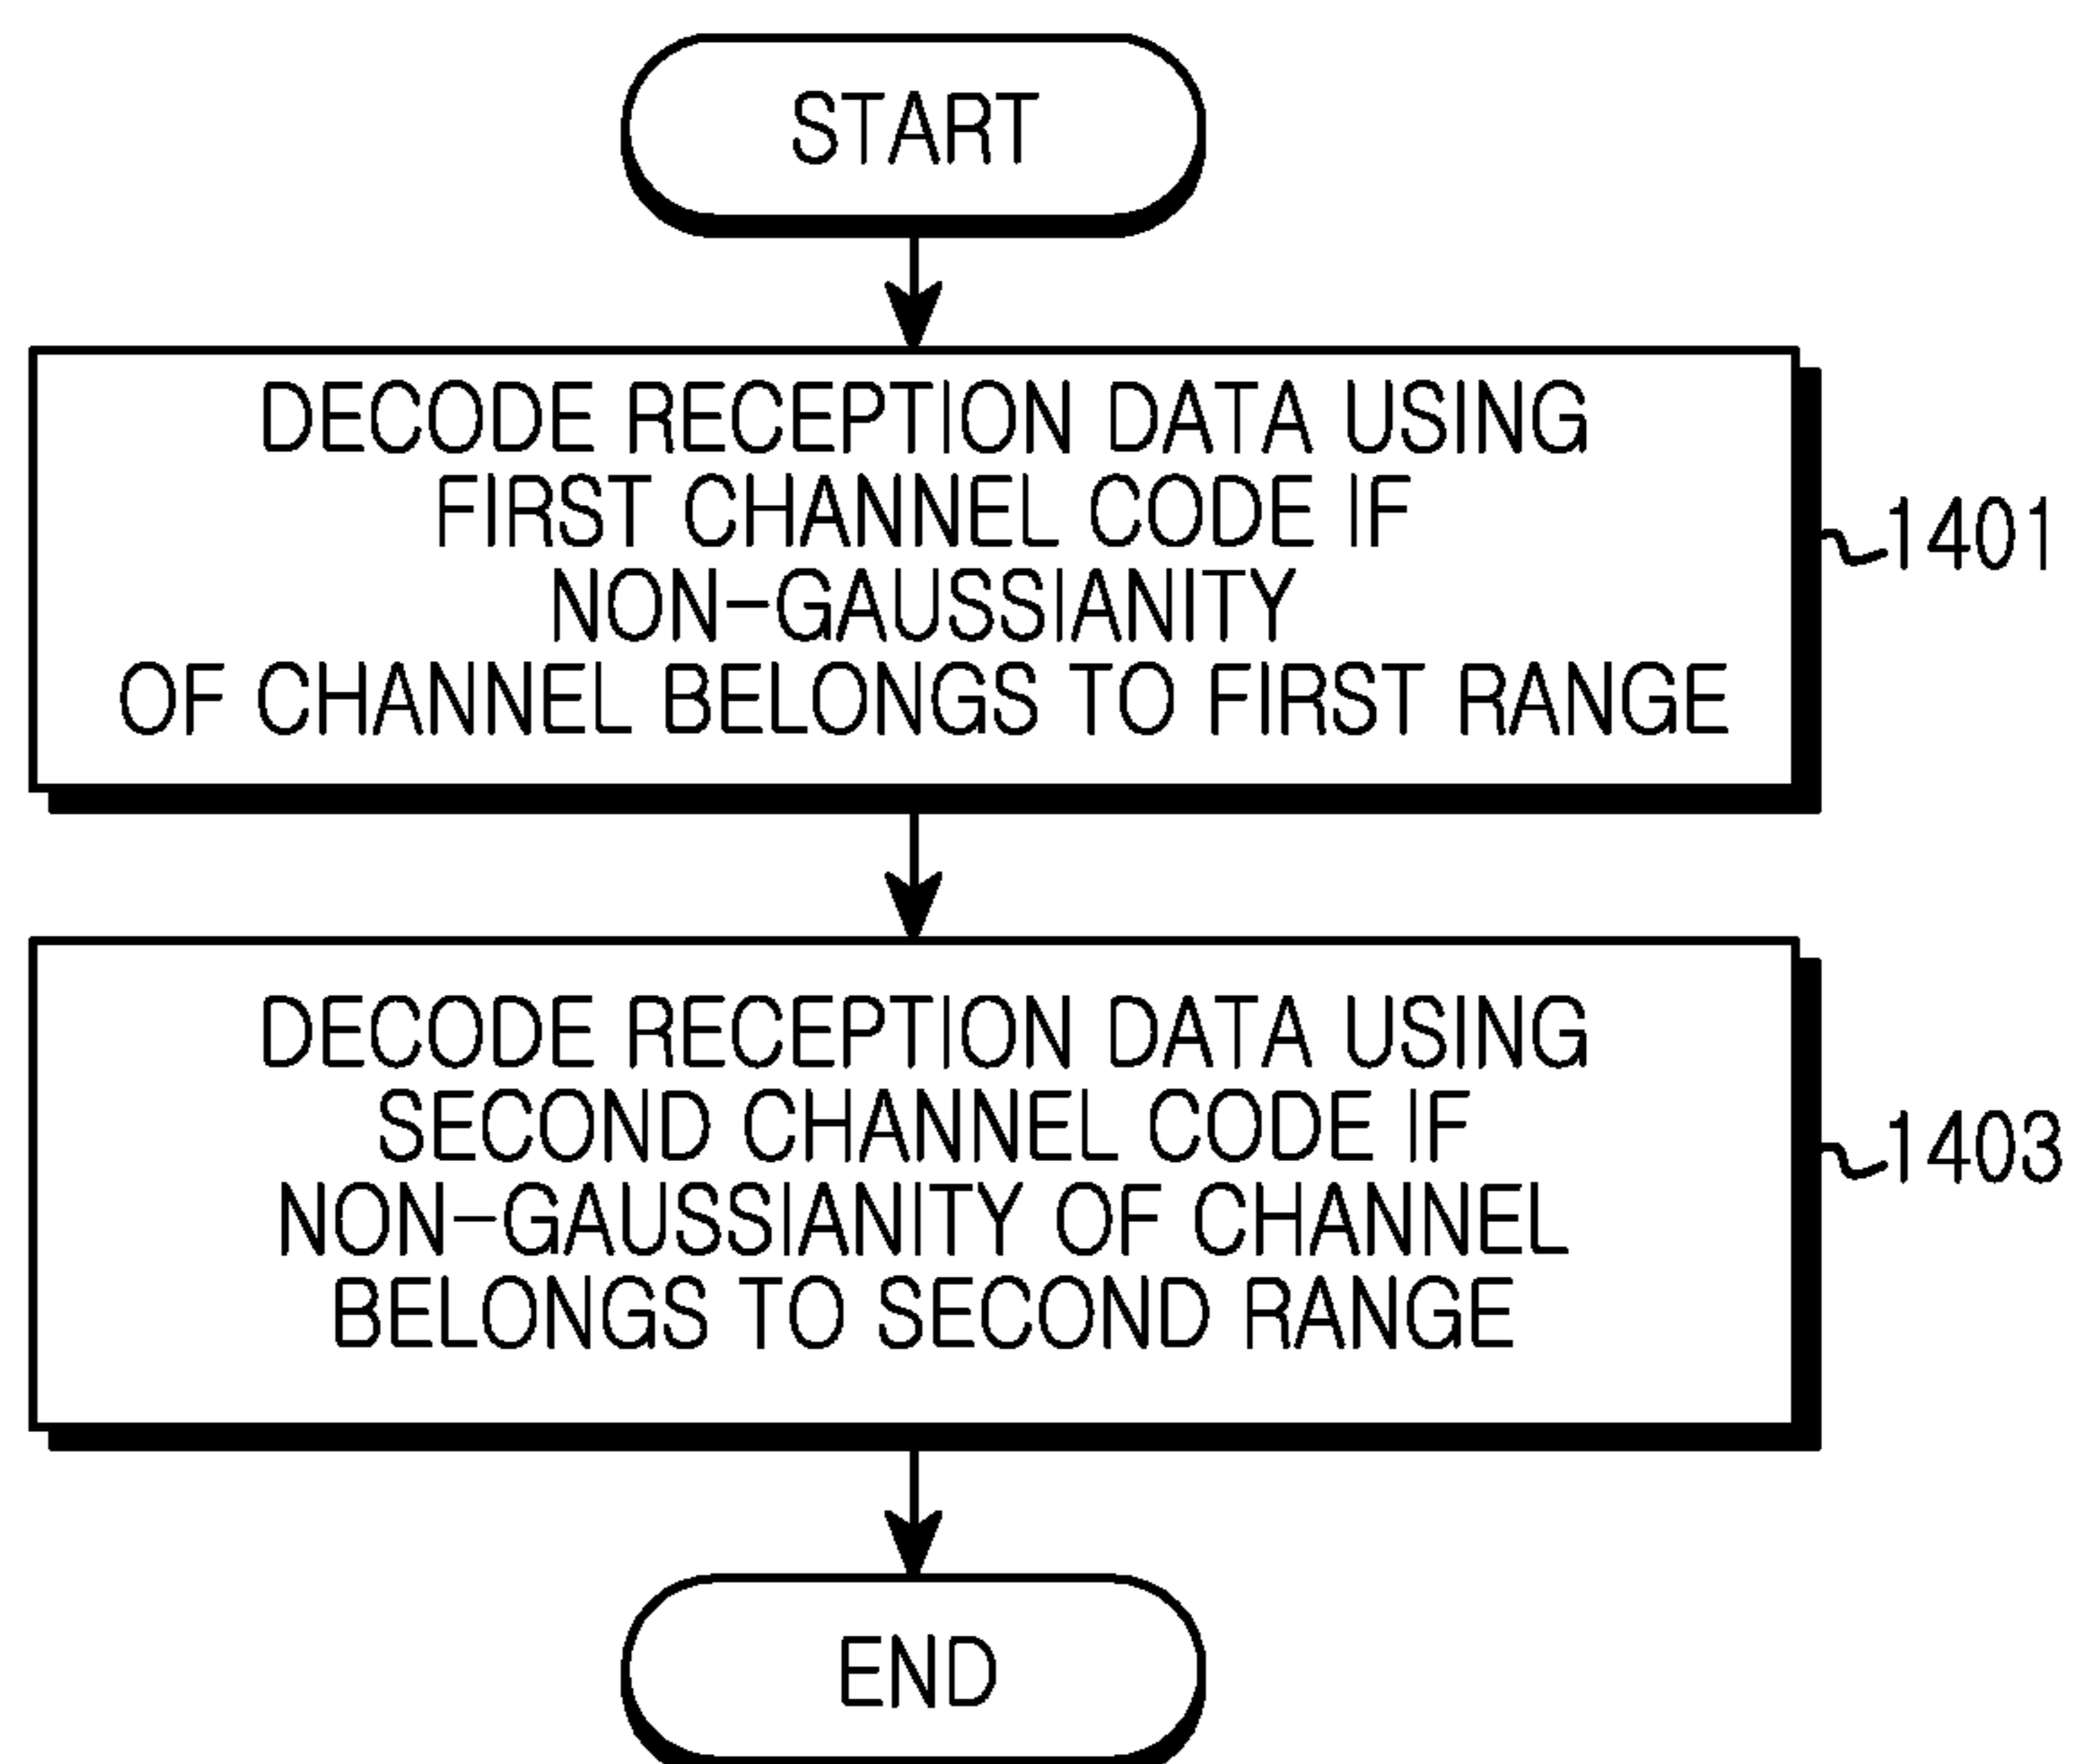 START
DECODE RECEPTION DATA USING
FIRST CHANNEL CODE IF
NON-GAUSSIANITY
OF CHANNEL BELONGS TO FIRST RANGE
1401
DECODE RECEPTION DATA USING
SECOND CHANNEL CODE IF
NON-GAUSSIANITY OF CHANNEL
BELONGS TO SECOND RANGE
1403
END